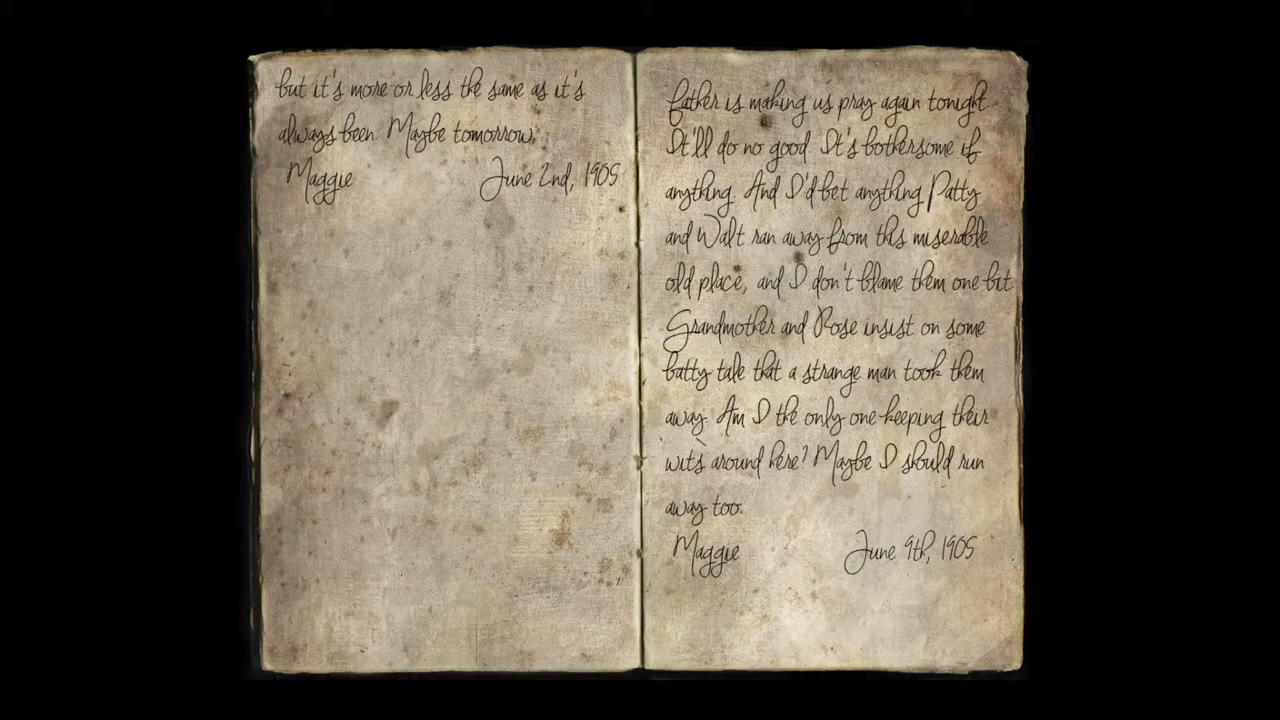 but it's more or less the same as it's
always been. Maybe tomorrow.
Maggie June 2nd, 1905
Father is making us pray again tonight.
It'll do no good. It's bothersome if
anything. And I'd bet anything Patty
and Walt ran away from this miserable
old place, and I don't blame them one bit.
Grandmother and Rose insist on some
batty tale that a strange man took them
away. Am I the only one keeping their
wits around here? Maybe I should run
away too.
Maggie June 9th, 1905